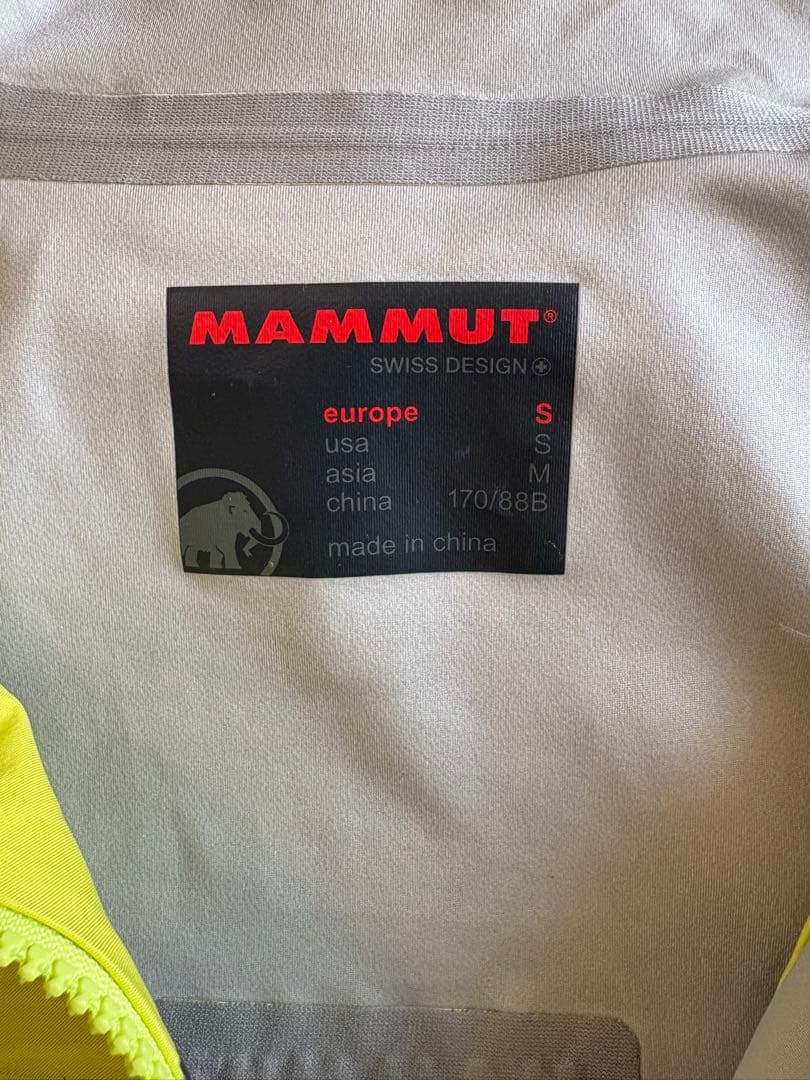 MAMMUT®
SWISS DESIGN
europe S
usa S
asia M
china 170/88B
made in china